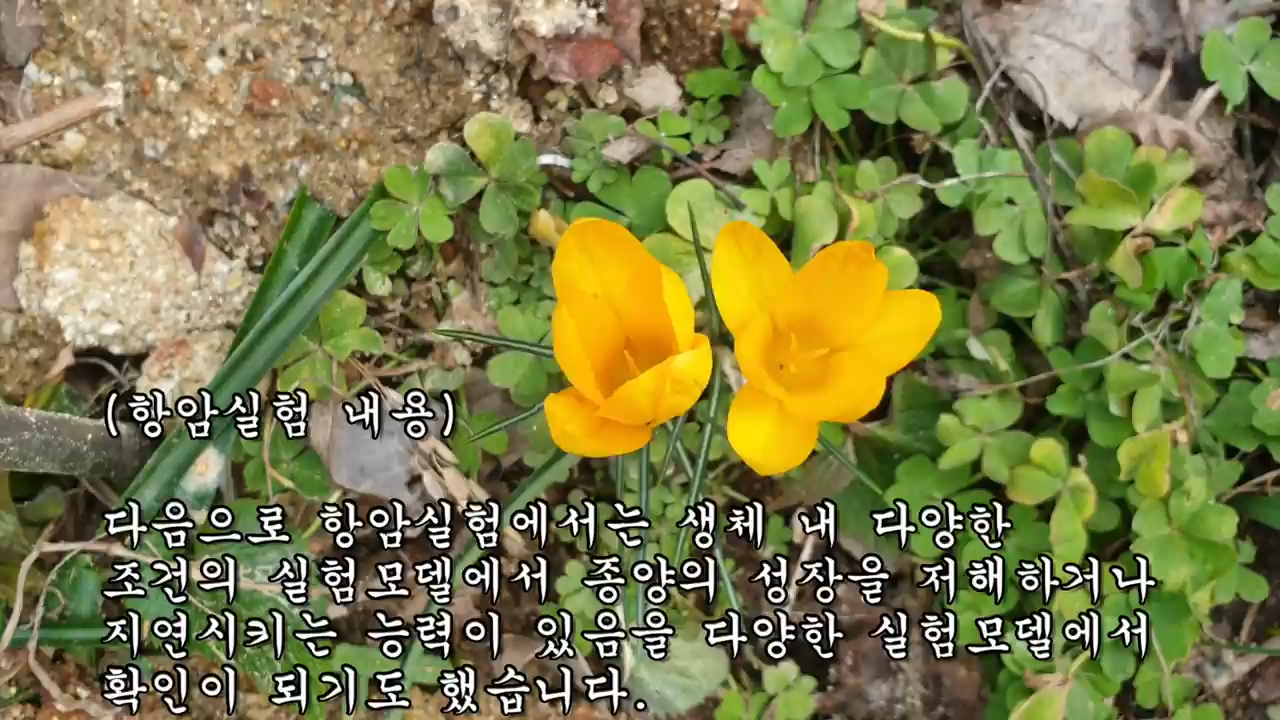 (항암실험 내용)
다음으로 항암실험에서는 생체 내 다양한
조건의 실험모델에서 종양의 성장을 저해하거나
지연시키는 능력이 있음을 다양한 실험모델에서
확인이 되기도 했습니다.